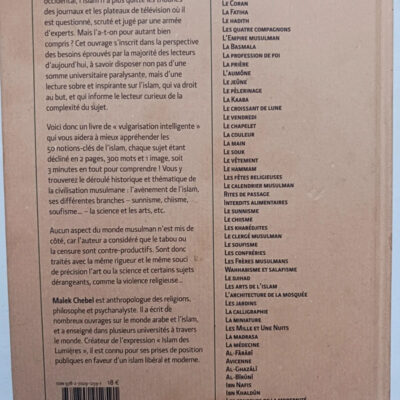 occidental, l'islam n'a plus quitté les tribunes
des journaux et les plateaux de télévision où il
est questionné, scruté et jugé par une armée
d'experts. Mais l'a-t-on pour autant bien
compris ? Cet ouvrage s'inscrit dans la perspective
des besoins éprouvés par la majorité des lecteurs
d'aujourd'hui, à savoir disposer non pas d'une
somme universitaire paralysante, mais d'une
lecture sobre et inspirante sur l'islam, qui va droit
au but, et qui informe le lecteur curieux de la
complexité du sujet.
Voici donc un livre de « vulgarisation intelligente »
qui vous aidera à mieux appréhender les
50 notions-clés de l'islam, chaque sujet étant
décliné en 2 pages, 300 mots et 1 image, soit
3 minutes en tout pour comprendre ! Vous y
trouverez le déroulé historique et thématique de
la civilisation musulmane : l'avènement de l'islam,
ses différentes branches – sunnisme, chiisme,
soufisme... – la science et les arts, etc.
Aucun aspect du monde musulman n'est mis de
côté, car l'auteur a considéré que le tabou ou
la censure sont contre-productifs. Sont donc
traités avec la même rigueur et le même souci
de précision l'art ou la science et certains sujets
dérangeants, comme la violence religieuse...
Malek Chebel est anthropologue des religions,
philosophe et psychanalyste. Il a écrit de
nombreux ouvrages sur le monde arabe et l'islam,
et a enseigné dans plusieurs universités à travers
le monde. Créateur de l'expression « Islam des
Lumières », il est connu pour ses prises de position
publiques en faveur d'un islam libéral et moderne.
18 €
LE CORAN
LA FATIHA
LE HADITH
LES QUATRE COMPAGNONS
L'EMPIRE MUSULMAN
LA BASMALA
LA PROFESSION DE FOI
LA PRIÈRE
L'AUMÔNE
LE JEÛNE
LE PÈLERINAGE
LA KAABA
LE CROISSANT DE LUNE
LE VENDREDI
LE CHAPELET
LA COULEUR
LA MAIN
LE SOUK
LE VÊTEMENT
LE HAMMAM
LES FÊTES RELIGIEUSES
LE CALENDRIER MUSULMAN
RITES DE PASSAGE
INTERDITS ALIMENTAIRES
LE SUNNISME
LE CHIISME
LES KHAREDJITES
LE CLERGÉ MUSULMAN
LE SOUFISME
LES CONFRÉRIES
LES FRÈRES MUSULMANS
WAHHABISME ET SALAFISME
LE DJIHAD
LES ARTS DE L'ISLAM
L'ARCHITECTURE DE LA MOSQUÉE
LES JARDINS
LA CALLIGRAPHIE
LA MINIATURE
LES MILLE ET UNE NUITS
LA MADRASA
LA MÉDECINE
AL-FÂRÂBÎ
AVICENNE
AL-GHAZÂLÎ
AL-BÎRÛNÎ
IBN NAFIS
IBN KHALDÛN